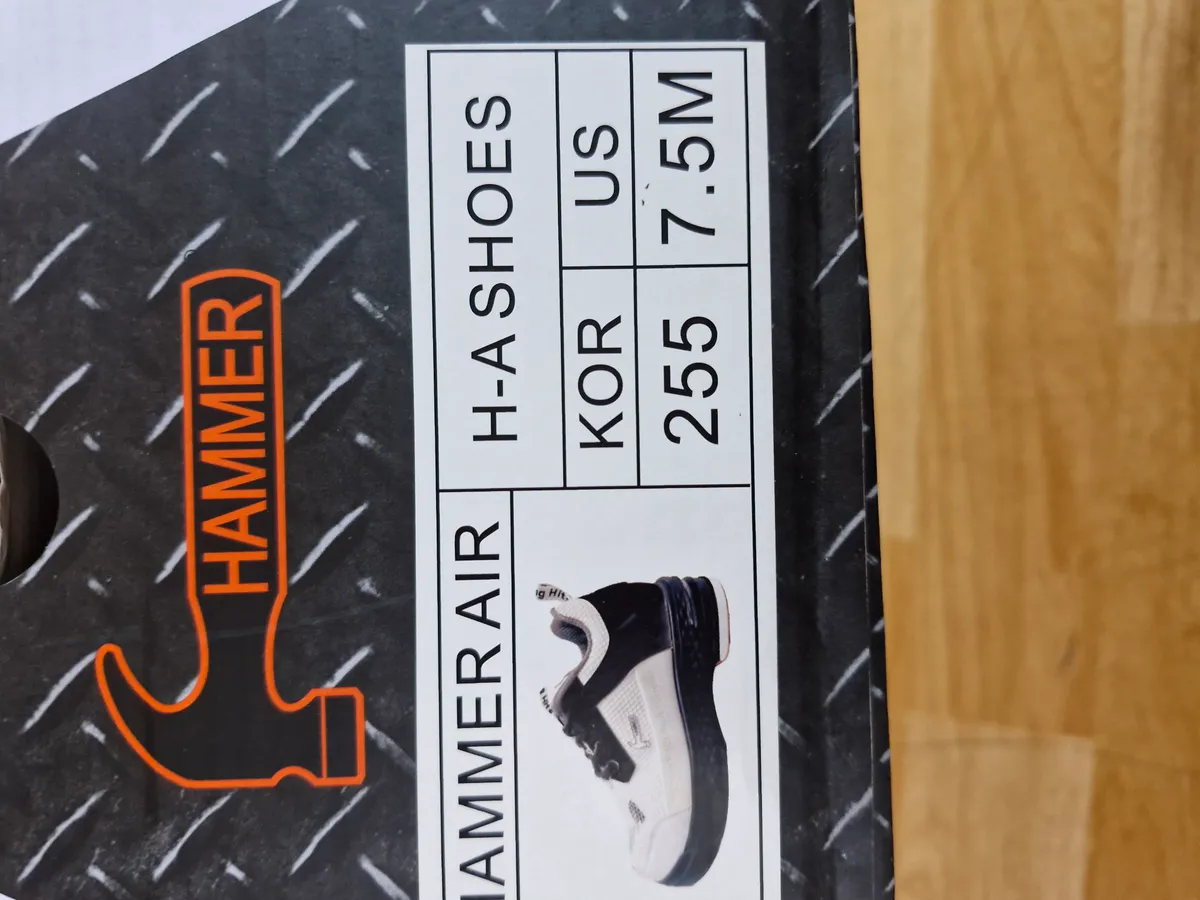 HAMMER
HAMMER AIR
H-A SHOES
KOR US
255 7.5M